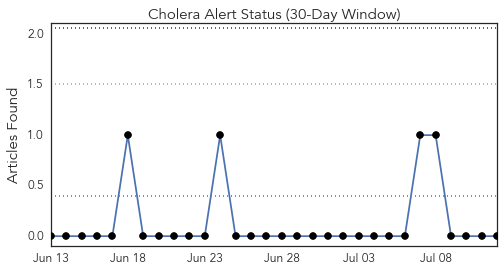 Cholera Alert Status (30-Day Window)
Articles Found
2.0
1.5
1.0
0.5
0.0
Jun 13 Jun 18 Jun 23 Jun 28 Jul 03 Jul 08